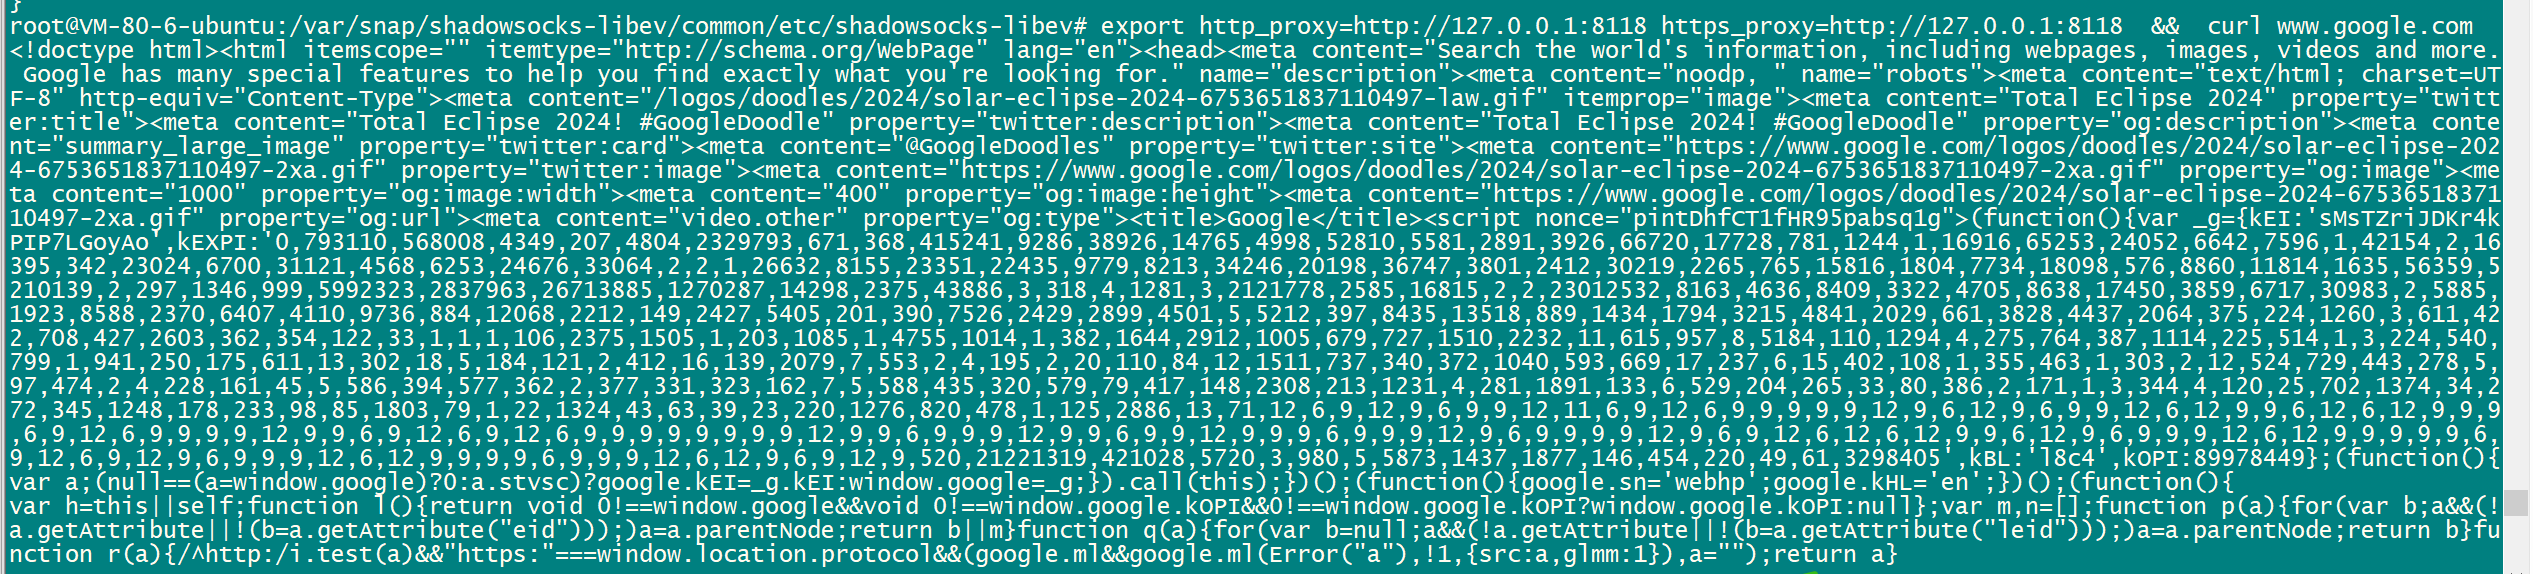 }
root@VM-80-6-ubuntu:/var/snap/shadowsocks-libev/common/etc/shadowsocks-libev# export http_proxy=http://127.0.0.1:8118 https_proxy=http://127.0.0.1:8118  &&  curl www.google.com
<!doctype html><html itemscope="" itemtype="http://schema.org/WebPage" lang="en"><head><meta content="Search the world's information, including webpages, images, videos and more.
 Google has many special features to help you find exactly what you're looking for." name="description"><meta content="noodp, " name="robots"><meta content="text/html; charset=UT
F-8" http-equiv="Content-Type"><meta content="/logos/doodles/2024/solar-eclipse-2024-6753651837110497-law.gif" itemprop="image"><meta content="Total Eclipse 2024" property="twitt
er:title"><meta content="Total Eclipse 2024! #GoogleDoodle" property="twitter:description"><meta content="Total Eclipse 2024! #GoogleDoodle" property="og:description"><meta conte
nt="summary_large_image" property="twitter:card"><meta content="@GoogleDoodles" property="twitter:site"><meta content="https://www.google.com/logos/doodles/2024/solar-eclipse-202
4-6753651837110497-2xa.gif" property="twitter:image"><meta content="https://www.google.com/logos/doodles/2024/solar-eclipse-2024-6753651837110497-2xa.gif" property="og:image"><me
ta content="1000" property="og:image:width"><meta content="400" property="og:image:height"><meta content="https://www.google.com/logos/doodles/2024/solar-eclipse-2024-67536518371
10497-2xa.gif" property="og:url"><meta content="video.other" property="og:type"><title>Google</title><script nonce="pintDhfCT1fHR95pabsq1g">(function(){var _g={kEI:'sMsTZriJDKr4k
PIP7LGoyAo',kEXPI:'0,793110,568008,4349,207,4804,2329793,671,368,415241,9286,38926,14765,4998,52810,5581,2891,3926,66720,17728,781,1244,1,16916,65253,24052,6642,7596,1,42154,2,16
395,342,23024,6700,31121,4568,6253,24676,33064,2,2,1,26632,8155,23351,22435,9779,8213,34246,20198,36747,3801,2412,30219,2265,765,15816,1804,7734,18098,576,8860,11814,1635,56359,5
210139,2,297,1346,999,5992323,2837963,26713885,1270287,14298,2375,43886,3,318,4,1281,3,2121778,2585,16815,2,2,23012532,8163,4636,8409,3322,4705,8638,17450,3859,6717,30983,2,5885,
1923,8588,2370,6407,4110,9736,884,12068,2212,149,2427,5405,201,390,7526,2429,2899,4501,5,5212,397,8435,13518,889,1434,1794,3215,4841,2029,661,3828,4437,2064,375,224,1260,3,611,42
2,708,427,2603,362,354,122,33,1,1,1,106,2375,1505,1,203,1085,1,4755,1014,1,382,1644,2912,1005,679,727,1510,2232,11,615,957,8,5184,110,1294,4,275,764,387,1114,225,514,1,3,224,540,
799,1,941,250,175,611,13,302,18,5,184,121,2,412,16,139,2079,7,553,2,4,195,2,20,110,84,12,1511,737,340,372,1040,593,669,17,237,6,15,402,108,1,355,463,1,303,2,12,524,729,443,278,5,
97,474,2,4,228,161,45,5,586,394,577,362,2,377,331,323,162,7,5,588,435,320,579,79,417,148,2308,213,1231,4,281,1891,133,6,529,204,265,33,80,386,2,171,1,3,344,4,120,25,702,1374,34,2
72,345,1248,178,233,98,85,1803,79,1,22,1324,43,63,39,23,220,1276,820,478,1,125,2886,13,71,12,6,9,12,9,6,9,9,12,11,6,9,12,6,9,9,9,9,9,12,9,6,12,9,6,9,9,12,6,12,9,9,6,12,6,12,9,9,9
,6,9,12,6,9,9,9,9,12,9,9,6,9,12,6,9,12,6,9,9,9,9,9,9,9,9,12,9,9,6,9,9,9,12,9,9,6,9,9,12,9,9,9,6,9,9,9,12,9,6,9,9,9,9,12,9,6,9,12,6,12,6,12,9,9,6,12,9,6,9,9,9,12,6,12,9,9,9,9,9,6,
9,12,6,9,12,9,6,9,9,9,12,6,12,9,9,9,9,6,9,9,9,12,6,12,9,6,9,12,9,520,21221319,421028,5720,3,980,5,5873,1437,1877,146,454,220,49,61,3298405',kBL:'l8c4',kOPI:89978449};(function(){
var a;(null==(a=window.google)?0:a.stvsc)?google.kEI=_g.kEI:window.google=_g;}).call(this);})();(function(){google.sn='webhp';google.kHL='en';})();(function(){
var h=this||self;function l(){return void 0!==window.google&&void 0!==window.google.kOPI&&0!==window.google.kOPI?window.google.kOPI:null};var m,n=[];function p(a){for(var b;a&&(!
a.getAttribute||!(b=a.getAttribute("eid")));)a=a.parentNode;return b||m}function q(a){for(var b=null;a&&(!a.getAttribute||!(b=a.getAttribute("leid")));)a=a.parentNode;return b}fu
nction r(a){/^http:/i.test(a)&&"https:"===window.location.protocol&&(google.ml&&google.ml(Error("a"),!1,{src:a,glmm:1}),a="");return a}